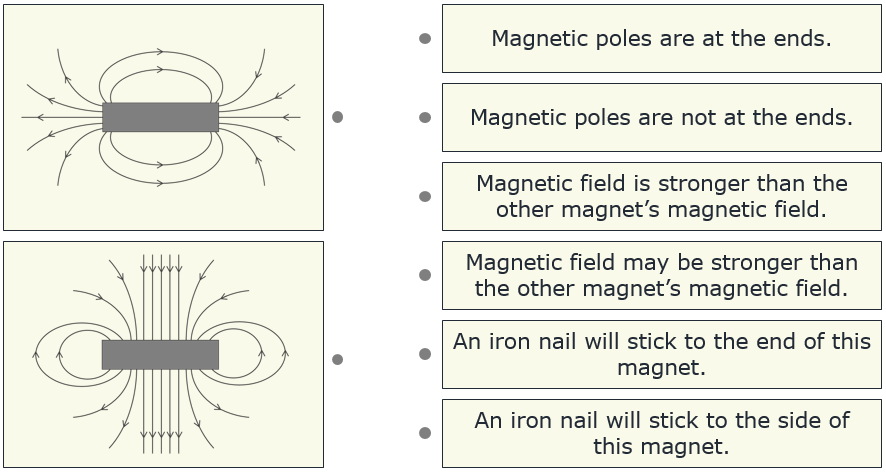 Magnetic poles are at the ends.
Magnetic poles are not at the ends.
Magnetic field is stronger than the
other magnet’s magnetic field.
Magnetic field may be stronger than
the other magnet’s magnetic field.
An iron nail will stick to the end of this
magnet.
An iron nail will stick to the side of
this magnet.